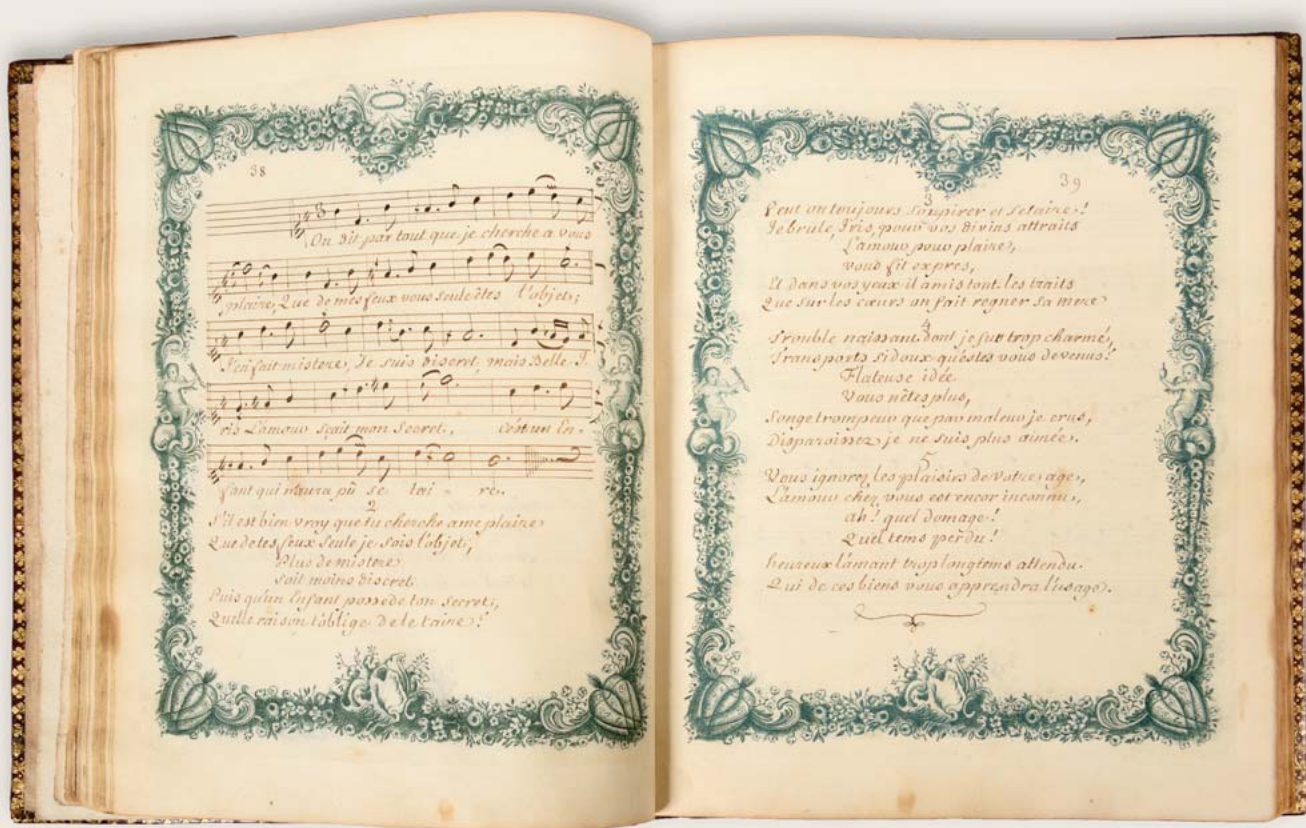 38
3
On dit par tout que je cherche a vous
plaire, Que de mes feux vous seule êtes l'objet;
J'en fait mistere, Je suis discret, mais Belle I-
ris L'amour sçait mon Secret, C'est un En-
fant qui n'aura pû se tai - re.
2
S'il est bien vray que tu cherche a me plaire
Que de tes feux Seule je sois l'objet,
Plus de mistere
soit moins discret
Puis qu'un Enfant possede ton Secret,
Quelle raison t'oblige de le taire?
39
3
Peut on toujours Soupirer et se taire!
Je brule, Iris, pour vos divins attraits
L'amour pour plaire,
vous fit expres,
Et dans vos yeux il a mis tout les traits
Que sur les cœurs on fait regner sa mere
4
Trouble naissant dont je fus trop charmé,
Transports si doux qu'êstes vous devenus!
Flateuse idée
Vous nêtes plus,
Songe trompeur que par maleur je crus,
Disparoissez je ne suis plus aimée.
5
Vous ignorez les plaisirs de votre age,
L'amour chez vous est encor inconnu,
ah! quel domage!
Quel tems perdu!
heureux l'amant trop longtems attendu.
Qui de ces biens vous apprendra l'usage.